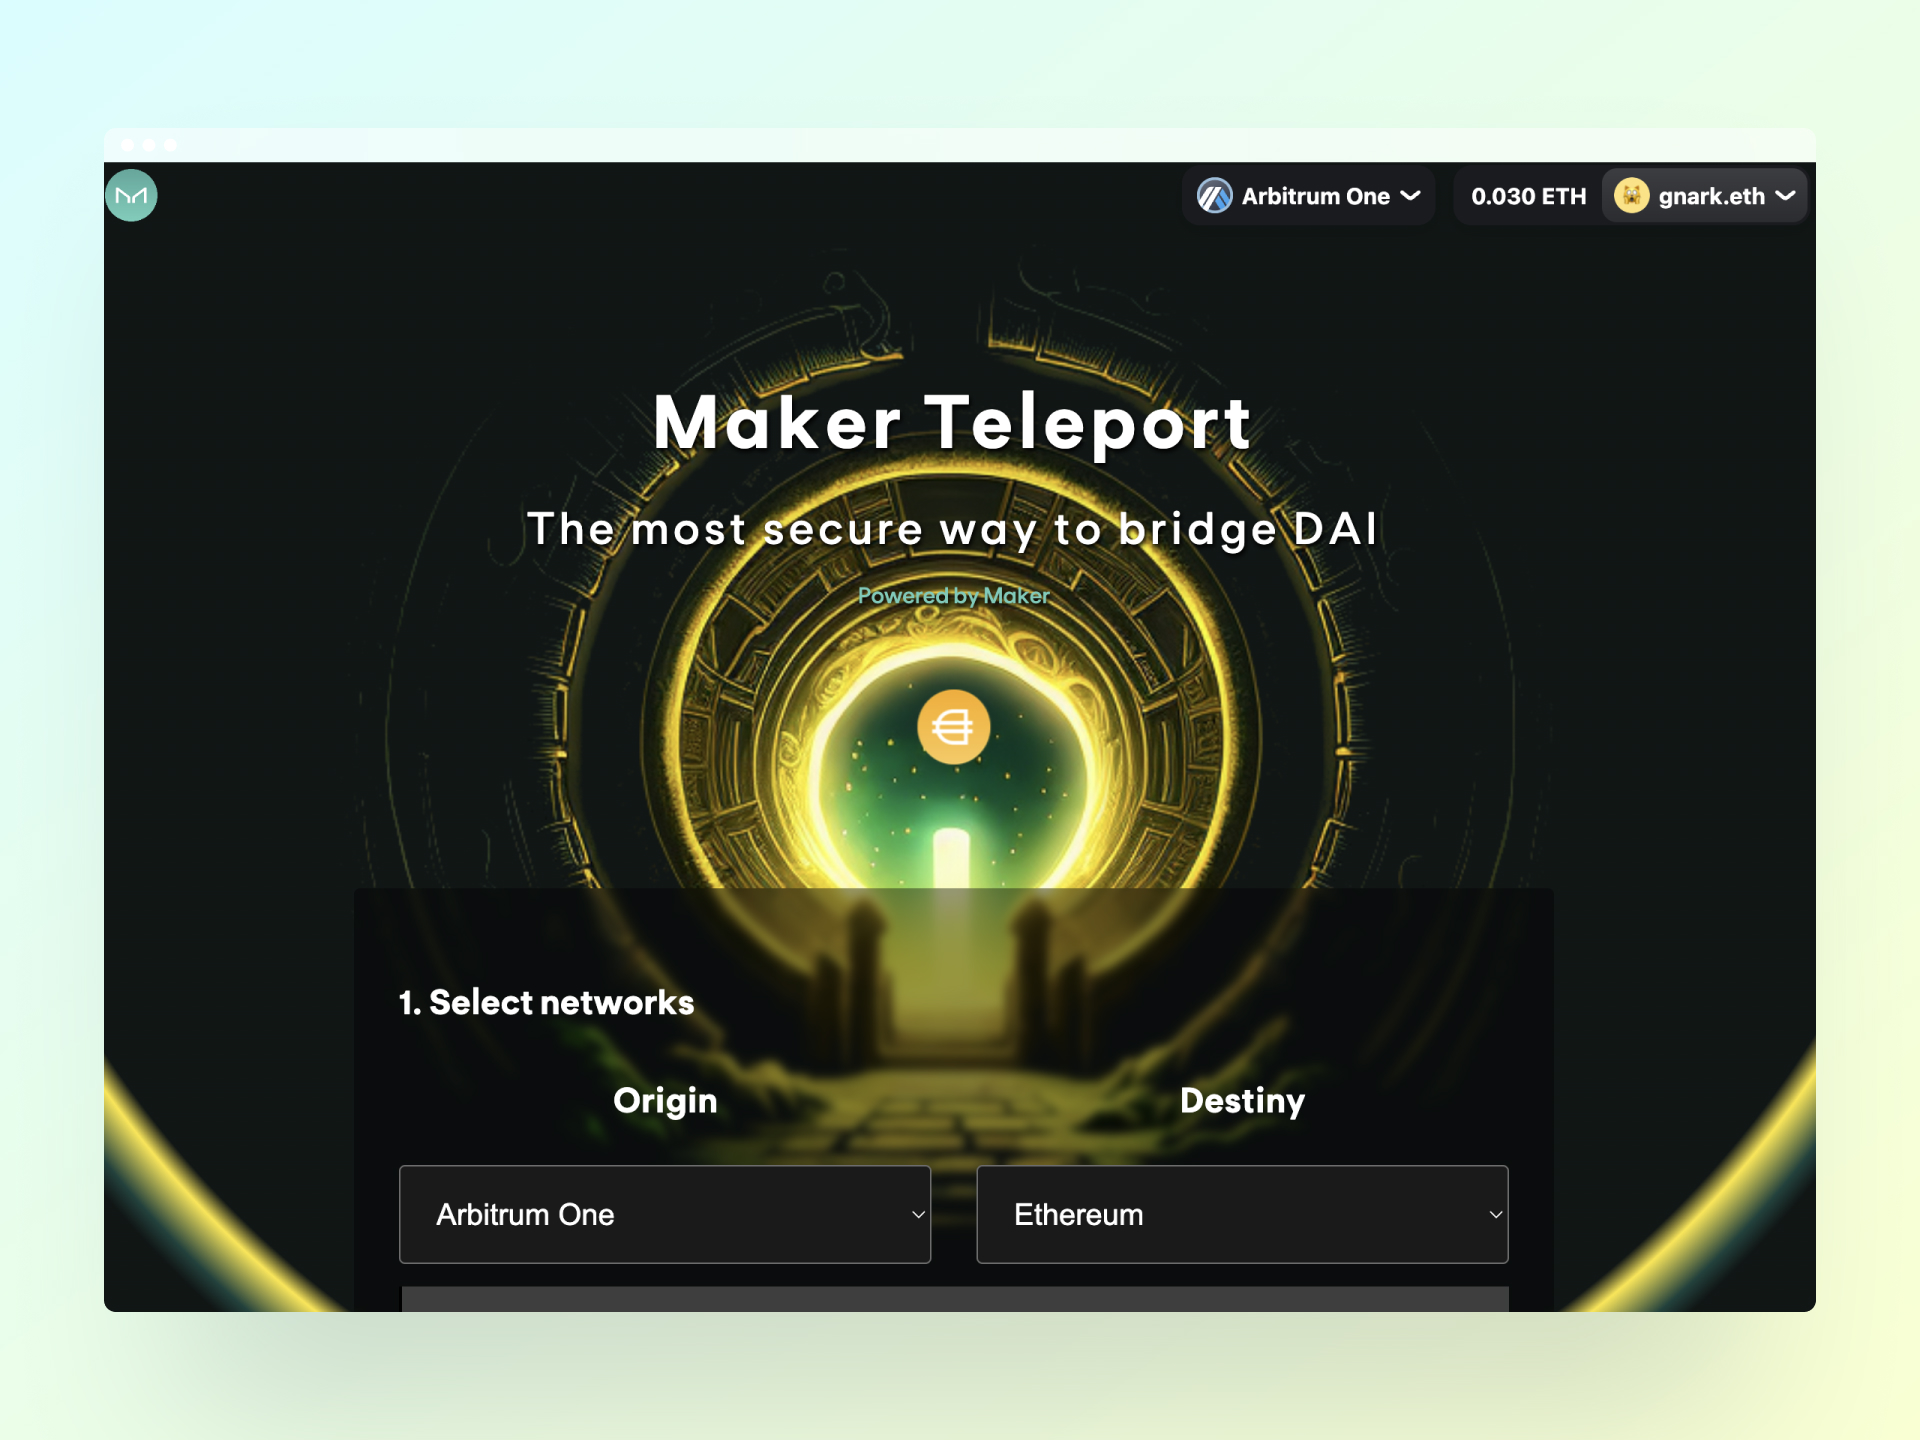 Arbitrum One
0.030 ETH
gnark.eth
Maker Teleport
The most secure way to bridge DAI
Powered by Maker
1. Select networks
Origin
Destiny
Arbitrum One
Ethereum